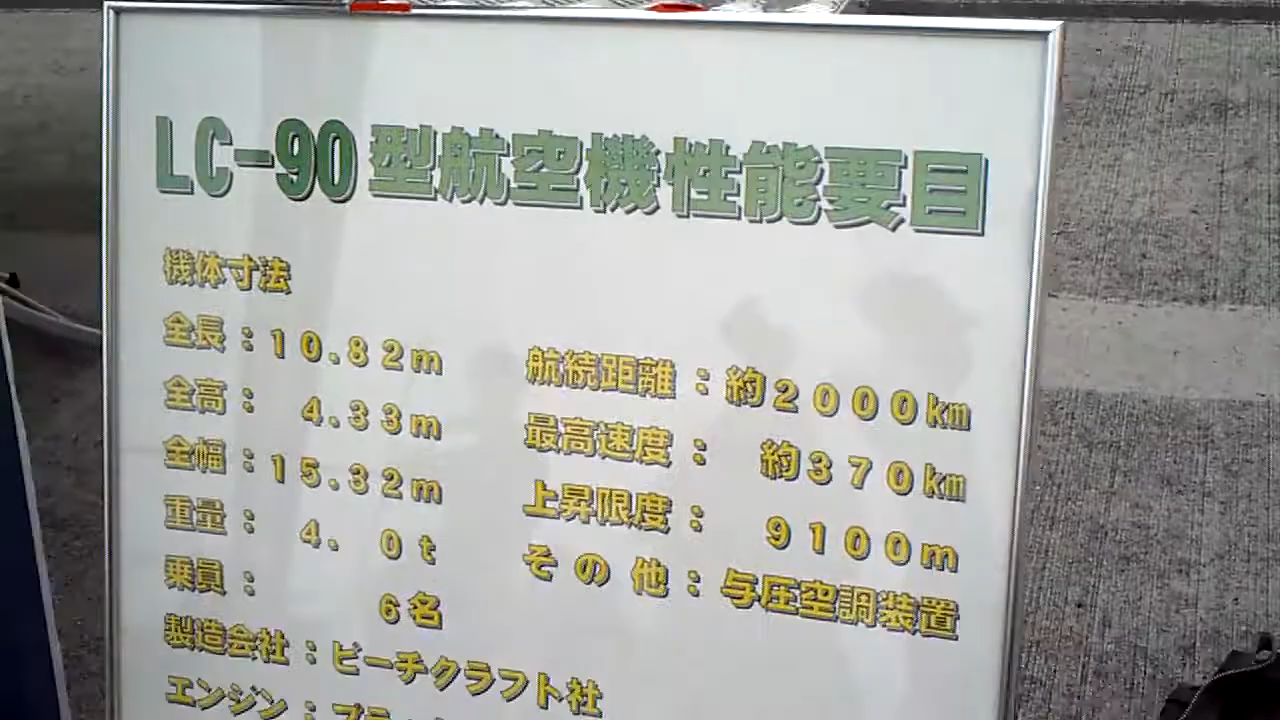 LC-90型航空機性能要目
機体寸法
全長：10.82m
全高：4.33m
全幅：15.32m
重量：4.0t
乗員：6名
製造会社：ビーチクラフト社
エンジン：
航続距離：約2000km
最高速度：約370km
上昇限度：9100m
その他：与圧空調装置